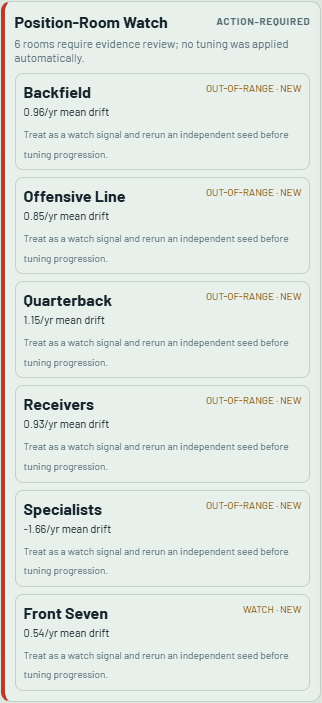 Position-Room Watch
ACTION-REQUIRED
6 rooms require evidence review; no tuning was applied
automatically.
Backfield
OUT-OF-RANGE · NEW
0.96/yr mean drift
Treat as a watch signal and rerun an independent seed before
tuning progression.
Offensive Line
OUT-OF-RANGE · NEW
0.85/yr mean drift
Treat as a watch signal and rerun an independent seed before
tuning progression.
Quarterback
OUT-OF-RANGE · NEW
1.15/yr mean drift
Treat as a watch signal and rerun an independent seed before
tuning progression.
Receivers
OUT-OF-RANGE · NEW
0.93/yr mean drift
Treat as a watch signal and rerun an independent seed before
tuning progression.
Specialists
OUT-OF-RANGE · NEW
-1.66/yr mean drift
Treat as a watch signal and rerun an independent seed before
tuning progression.
Front Seven
WATCH · NEW
0.54/yr mean drift
Treat as a watch signal and rerun an independent seed before
tuning progression.